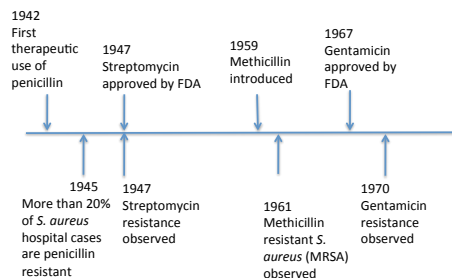 1942
First
therapeutic
use of
penicillin
1947
Streptomycin
approved by FDA
1959
Methicillin
introduced
1967
Gentamicin
approved by
FDA
1945
More than 20%
of S. aureus
hospital cases
are penicillin
resistant
1947
Streptomycin
resistance
observed
1961
Methicillin
resistant S.
aureus (MRSA)
observed
1970
Gentamicin
resistance
observed